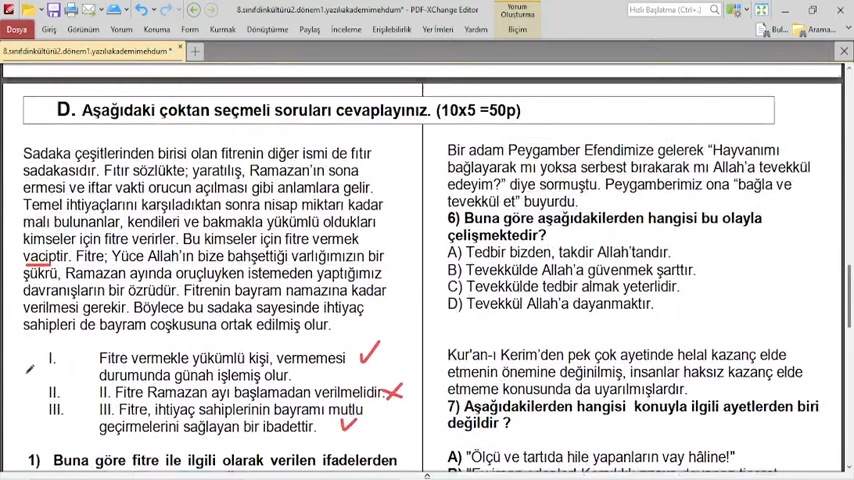 8.sınıfdinkültürü2.dönem1.yazılıakademimehdum* - PDF-XChange Editor
Yorum Oluşturma
Hızlı Başlatma (Ctrl+.)
Dosya Giriş Görünüm Yorum Koruma Form Kurmak Dönüştürme Paylaş İnceleme Erişilebilirlik Yer İmleri Yardım Biçim Bul... Arama...
8.sınıfdinkültürü2.dönem1.yazılıakademimehdum *
D. Aşağıdaki çoktan seçmeli soruları cevaplayınız. (10x5 =50p)
Sadaka çeşitlerinden birisi olan fitrenin diğer ismi de fıtır
sadakasıdır. Fıtır sözlükte; yaratılış, Ramazan'ın sona
ermesi ve iftar vakti orucun açılması gibi anlamlara gelir.
Temel ihtiyaçlarını karşıladıktan sonra nisap miktarı kadar
malı bulunanlar, kendileri ve bakmakla yükümlü oldukları
kimseler için fitre verirler. Bu kimseler için fitre vermek
vaciptir. Fitre; Yüce Allah'ın bize bahşettiği varlığımızın bir
şükrü, Ramazan ayında oruçluyken istemeden yaptığımız
davranışların bir özrüdür. Fitrenin bayram namazına kadar
verilmesi gerekir. Böylece bu sadaka sayesinde ihtiyaç
sahipleri de bayram coşkusuna ortak edilmiş olur.
I. Fitre vermekle yükümlü kişi, vermemesi
durumunda günah işlemiş olur.
II. II. Fitre Ramazan ayı başlamadan verilmelidir.
III. III. Fitre, ihtiyaç sahiplerinin bayramı mutlu
geçirmelerini sağlayan bir ibadettir.
1) Buna göre fitre ile ilgili olarak verilen ifadelerden
Bir adam Peygamber Efendimize gelerek “Hayvanımı
bağlayarak mı yoksa serbest bırakarak mı Allah'a tevekkül
edeyim?” diye sormuştu. Peygamberimiz ona “bağla ve
tevekkül et” buyurdu.
6) Buna göre aşağıdakilerden hangisi bu olayla
çelişmektedir?
A) Tedbir bizden, takdir Allah'tandır.
B) Tevekkülde Allah'a güvenmek şarttır.
C) Tevekkülde tedbir almak yeterlidir.
D) Tevekkül Allah'a dayanmaktır.
Kur'an-ı Kerim'den pek çok ayetinde helal kazanç elde
etmenin önemine değinilmiş, insanlar haksız kazanç elde
etmeme konusunda da uyarılmışlardır.
7) Aşağıdakilerden hangisi konuyla ilgili ayetlerden biri
değildir ?
A) "Ölçü ve tartıda hile yapanların vay hâline!"